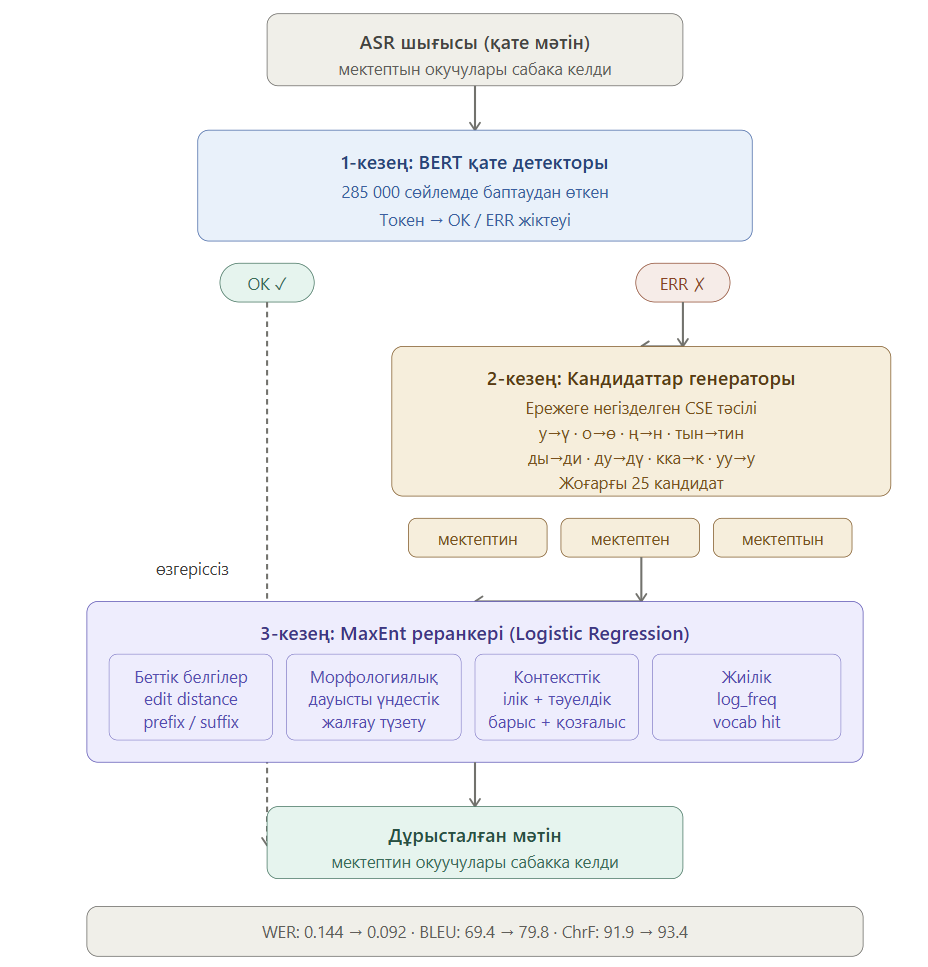 ASR шығысы (қате мәтін)
мектептын окучулары сабака келди
1-кезең: BERT қате детекторы
285 000 сөйлемде баптаудан өткен
Токен → OK / ERR жіктеуі
OK ✓
ERR ✗
2-кезең: Кандидаттар генераторы
Ережеге негізделген CSE тәсілі
у→ү · о→ө · ң→н · тын→тин
ды→ди · ду→дү · кка→к · уу→у
Жоғарғы 25 кандидат
мектептин
мектептен
мектептын
өзгеріссіз
3-кезең: MaxEnt реранкері (Logistic Regression)
Беттік белгілер
edit distance
prefix / suffix
Морфологиялық
дауысты үндестік
жалғау түзету
Контексттік
ілік + тәуелдік
барыс + қозғалыс
Жиілік
log_freq
vocab hit
Дұрысталған мәтін
мектептин окуучулары сабакка келди
WER: 0.144 → 0.092 · BLEU: 69.4 → 79.8 · ChrF: 91.9 → 93.4